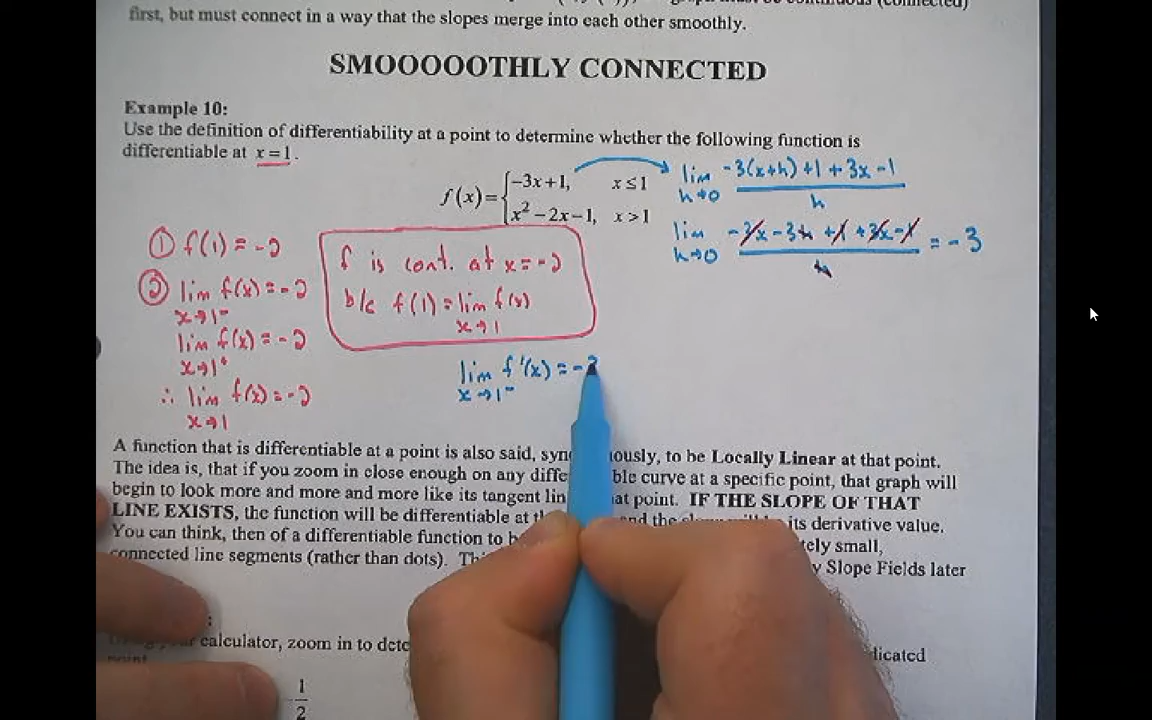 first, but must connect in a way that the slopes merge into each other smoothly.
SMOOOOOTHLY CONNECTED
Example 10:
Use the definition of differentiability at a point to determine whether the following function is
differentiable at x = 1.
f(x) = { -3x+1, x ≤ 1
x² - 2x - 1, x > 1
lim h→0 -3(x+h) + 1 + 3x - 1 / h
lim h→0 -3x - 3h + 1 + 3x - 1 / h = -3
① f(1) = -2
② lim x→1⁻ f(x) = -2
lim x→1⁺ f(x) = -2
∴ lim x→1 f(x) = -2
f is cont. at x = -2
b/c f(1) = lim x→1 f(x)
lim x→1⁻ f'(x) = -
A function that is differentiable at a point is also said, ously, to be Locally Linear at that point.
The idea is, that if you zoom in close enough on any ble curve at a specific point, that graph will
begin to look more and more and more like its tangent at point. IF THE SLOPE OF THAT
LINE EXISTS, the function will be differentiable at and the its derivative value.
You can think, then of a differentiable function to tely small,
connected line segments (rather than dots). Slope Fields later
calculator, zoom in to dicated
1
2